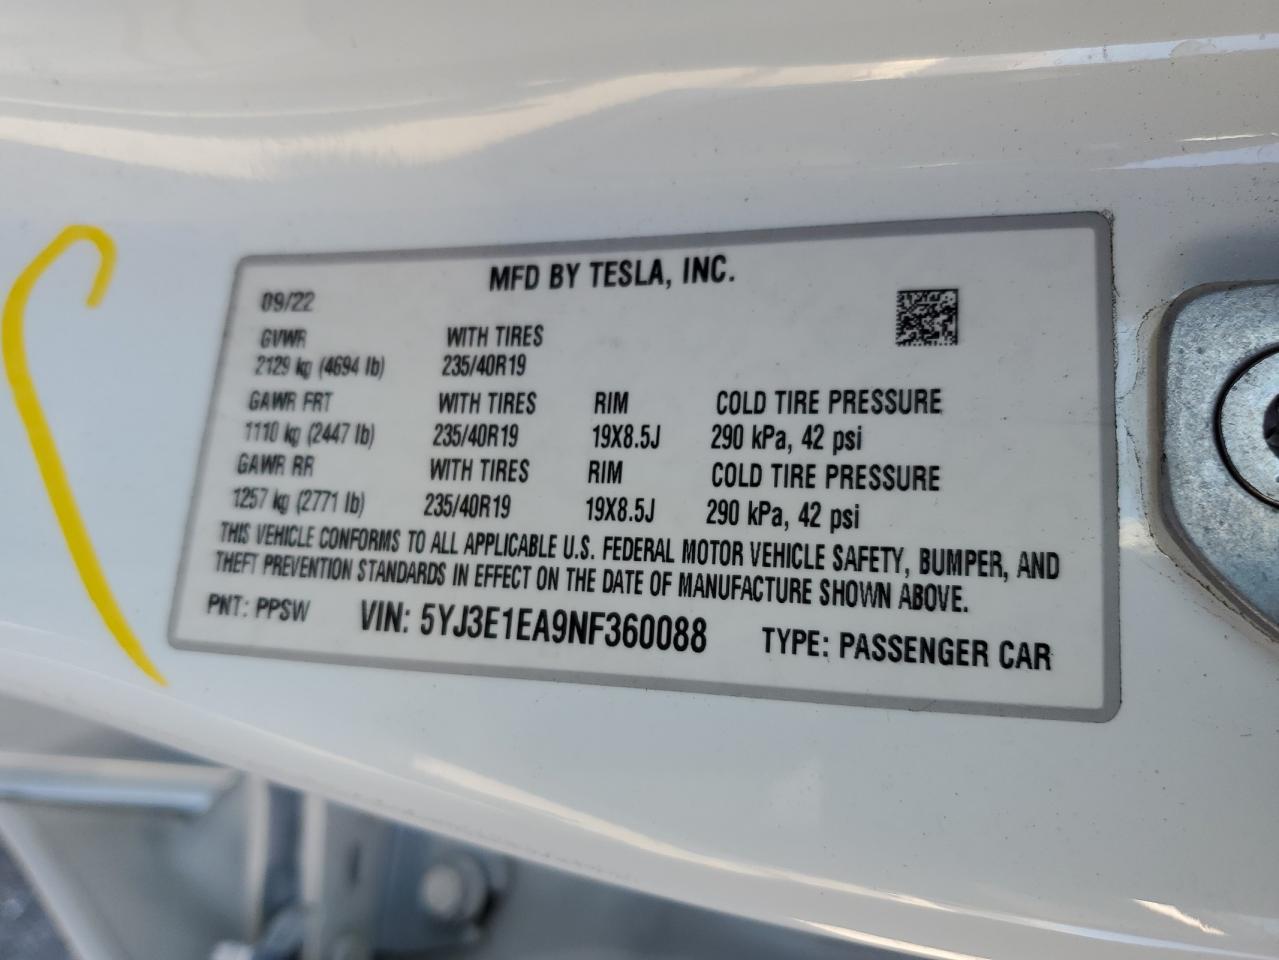 MFD BY TESLA, INC.
09/22
GVWR WITH TIRES
2129 kg (4694 lb) 235/40R19
GAWR FRT WITH TIRES RIM COLD TIRE PRESSURE
1110 kg (2447 lb) 235/40R19 19X8.5J 290 kPa, 42 psi
GAWR RR WITH TIRES RIM COLD TIRE PRESSURE
1257 kg (2771 lb) 235/40R19 19X8.5J 290 kPa, 42 psi
THIS VEHICLE CONFORMS TO ALL APPLICABLE U.S. FEDERAL MOTOR VEHICLE SAFETY, BUMPER, AND
THEFT PREVENTION STANDARDS IN EFFECT ON THE DATE OF MANUFACTURE SHOWN ABOVE.
PNT: PPSW VIN: 5YJ3E1EA9NF360088 TYPE: PASSENGER CAR